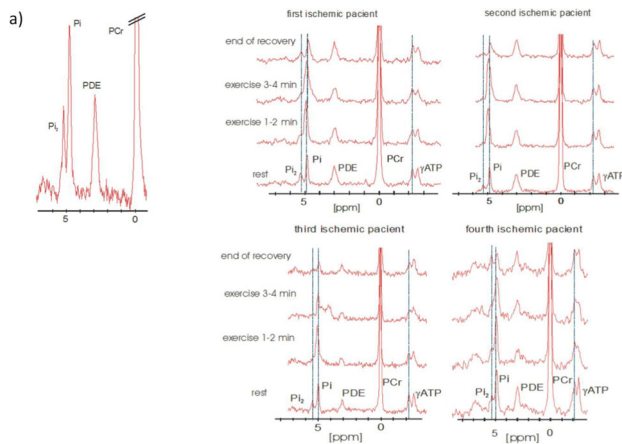 a)
Pi
PCr
PDE
Pi2
5
0
first ischemic pacient
end of recovery
exercise 3-4 min
exercise 1-2 min
rest
Pi2
Pi
PDE
PCr
γATP
5
0
[ppm]
second ischemic pacient
Pi2
Pi
PDE
PCr
γATP
5
0
[ppm]
third ischemic pacient
end of recovery
exercise 3-4 min
exercise 1-2 min
rest
Pi2
Pi
PDE
PCr
γATP
5
0
[ppm]
fourth ischemic pacient
Pi2
Pi
PDE
PCr
γATP
5
0
[ppm]